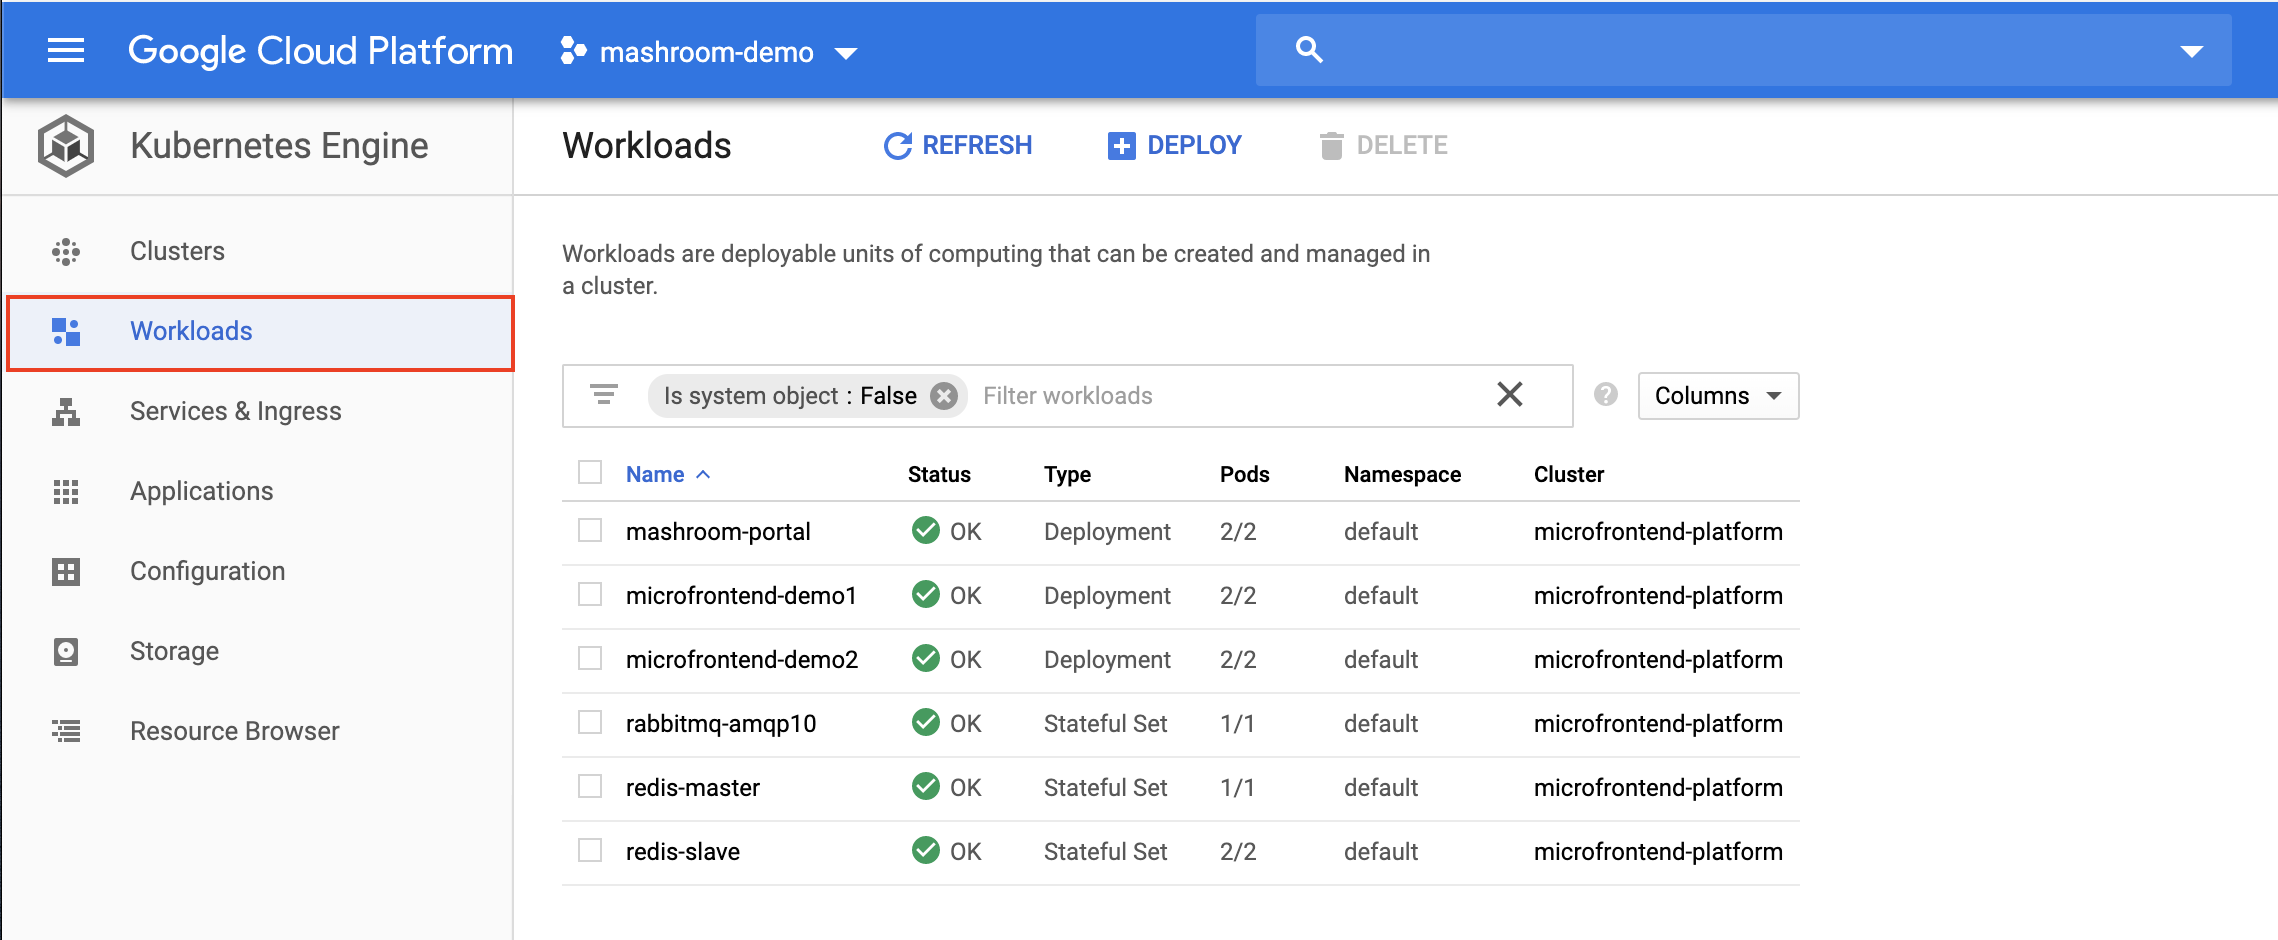 Google Cloud Platform mashroom-demo
Kubernetes Engine
Workloads REFRESH DEPLOY DELETE
Clusters
Workloads
Services & Ingress
Applications
Configuration
Storage
Resource Browser
Workloads are deployable units of computing that can be created and managed in
a cluster.
Is system object : False Filter workloads Columns
Name Status Type Pods Namespace Cluster
mashroom-portal OK Deployment 2/2 default microfrontend-platform
microfrontend-demo1 OK Deployment 2/2 default microfrontend-platform
microfrontend-demo2 OK Deployment 2/2 default microfrontend-platform
rabbitmq-amqp10 OK Stateful Set 1/1 default microfrontend-platform
redis-master OK Stateful Set 1/1 default microfrontend-platform
redis-slave OK Stateful Set 2/2 default microfrontend-platform